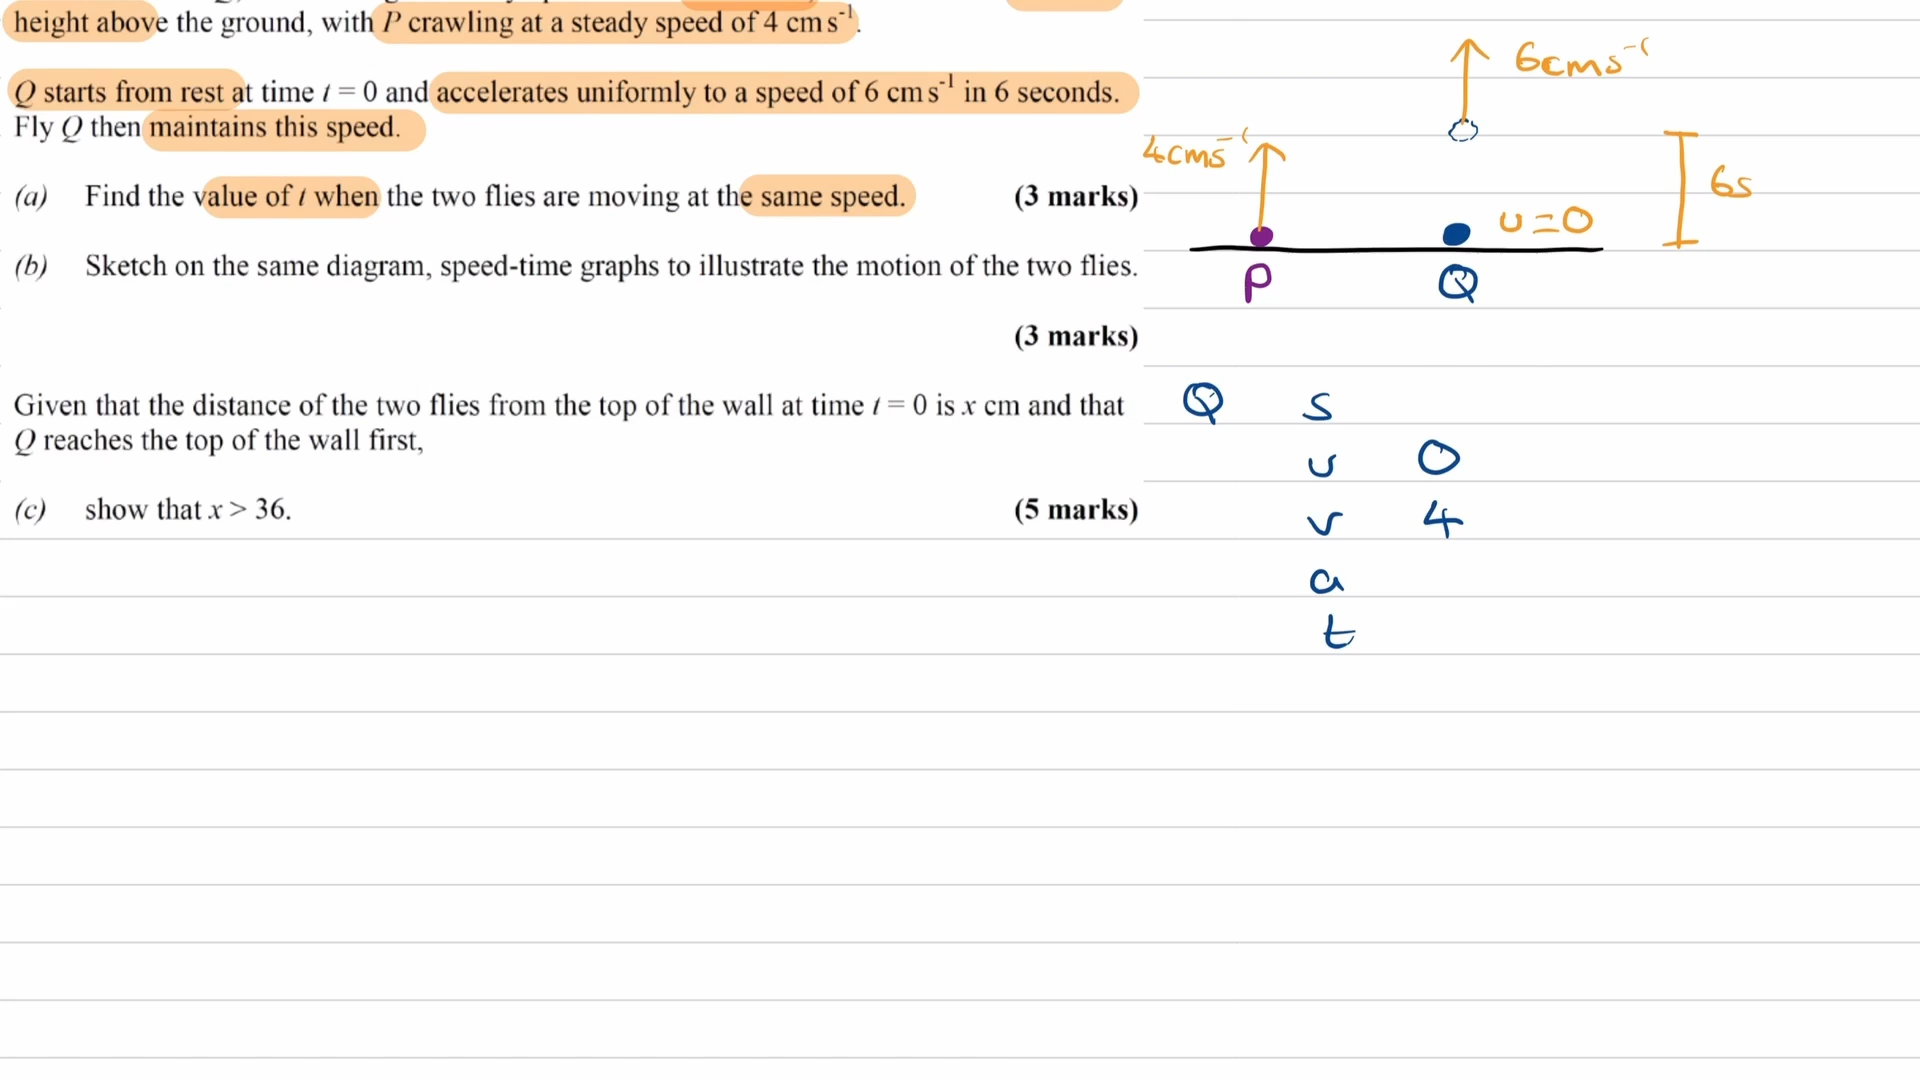 height above the ground, with P crawling at a steady speed of 4 cm s⁻¹.
Q starts from rest at time t = 0 and accelerates uniformly to a speed of 6 cm s⁻¹ in 6 seconds.
Fly Q then maintains this speed.
(a) Find the value of t when the two flies are moving at the same speed. (3 marks)
(b) Sketch on the same diagram, speed-time graphs to illustrate the motion of the two flies.
(3 marks)
Given that the distance of the two flies from the top of the wall at time t = 0 is x cm and that
Q reaches the top of the wall first,
(c) show that x > 36. (5 marks)
6cms⁻¹
4cms⁻¹
6s
u=0
P Q
Q s
u 0
v 4
a
t